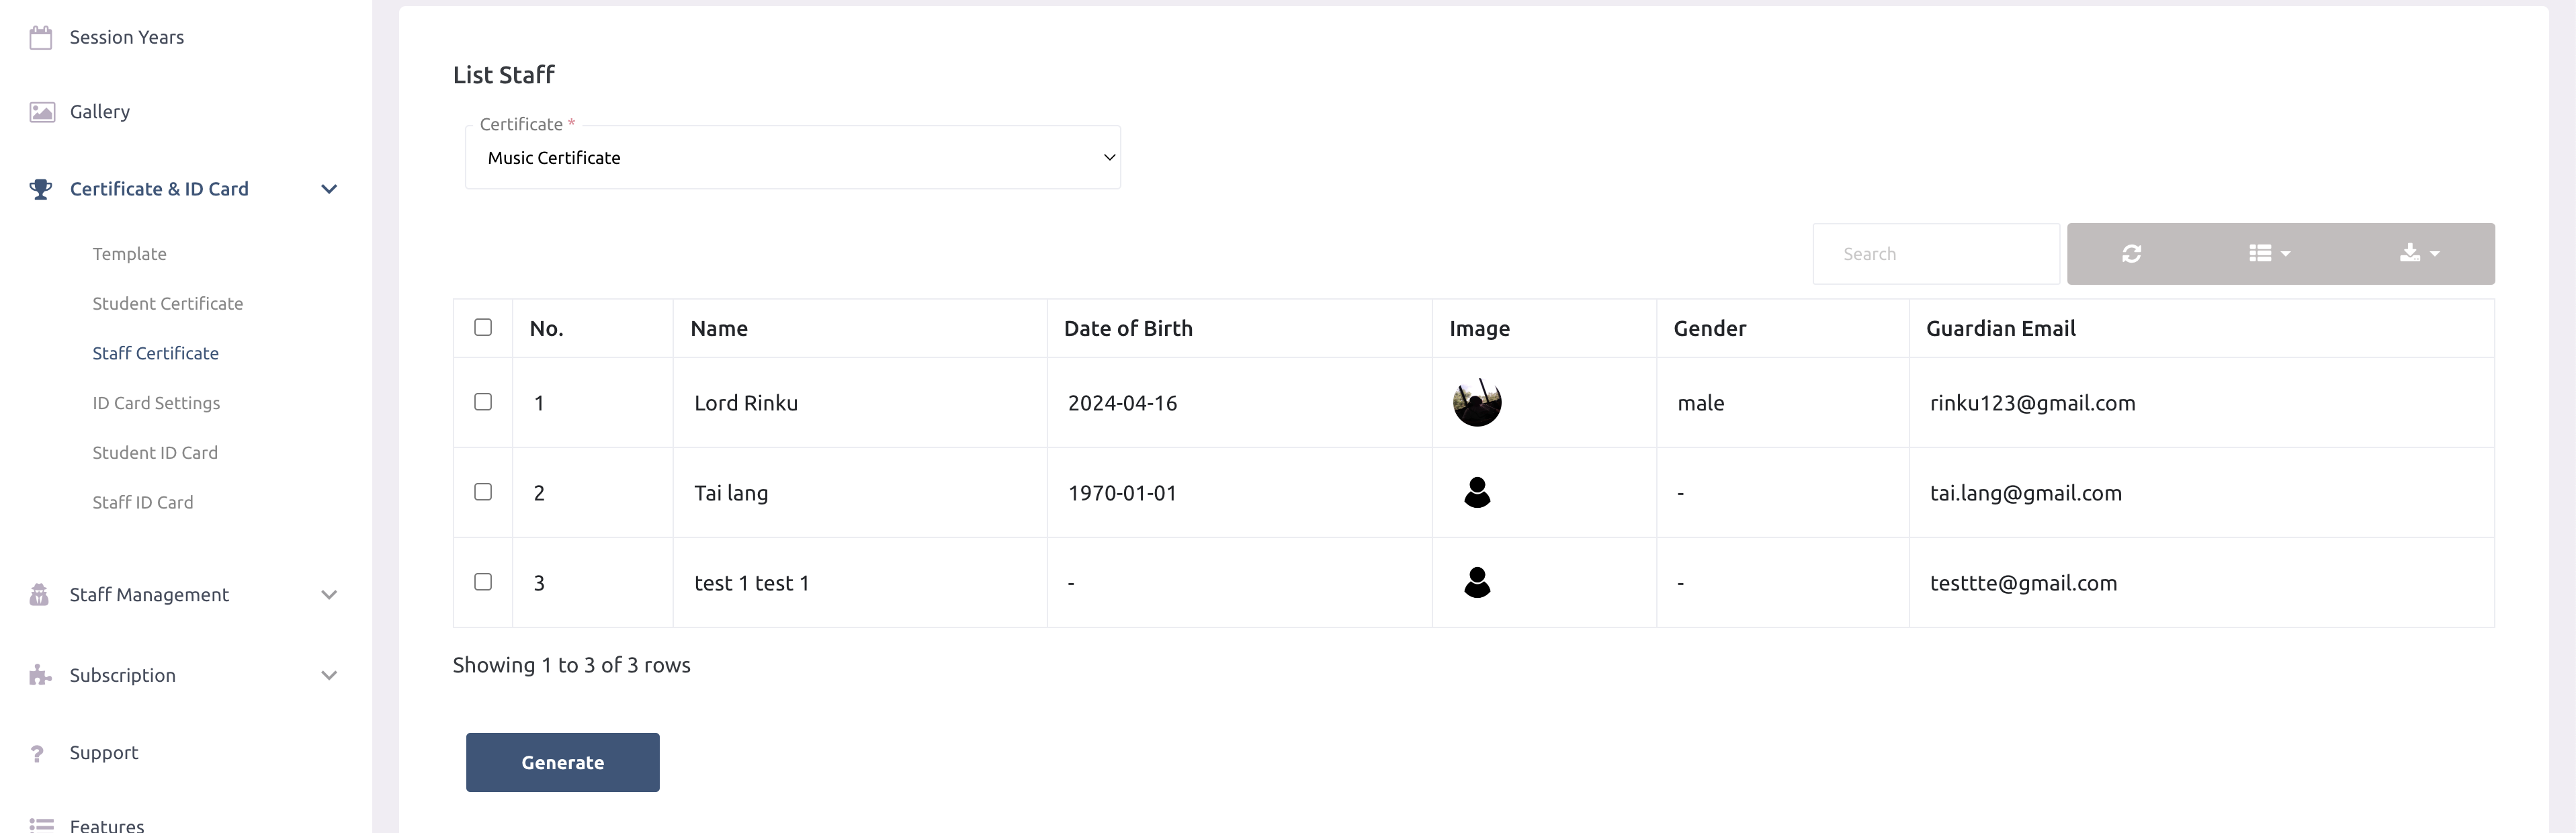 Session Years
Gallery
Certificate & ID Card
Template
Student Certificate
Staff Certificate
ID Card Settings
Student ID Card
Staff ID Card
Staff Management
Subscription
Support
Features
List Staff
Certificate *
Music Certificate
Search
No. Name Date of Birth Image Gender Guardian Email
1 Lord Rinku 2024-04-16 male rinku123@gmail.com
2 Tai lang 1970-01-01 - tai.lang@gmail.com
3 test 1 test 1 - - testtte@gmail.com
Showing 1 to 3 of 3 rows
Generate